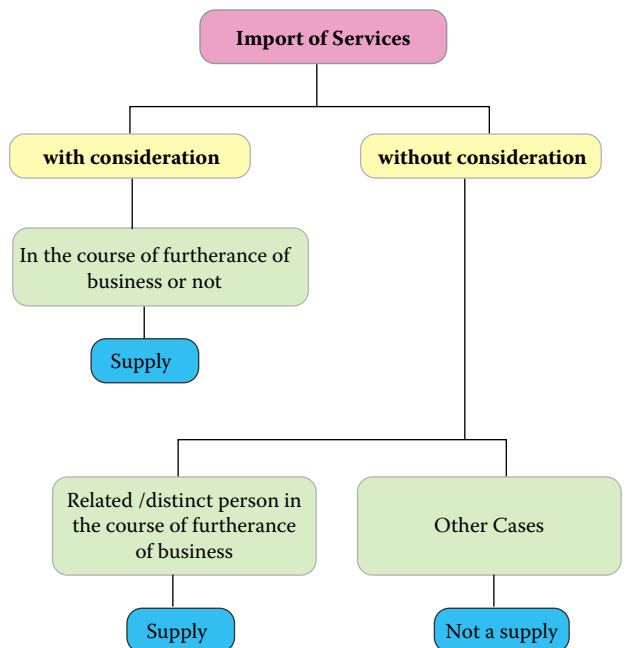 Import of Services
with consideration
without consideration
In the course of furtherance of
business or not
Supply
Related /distinct person in
the course of furtherance
of business
Other Cases
Supply
Not a supply